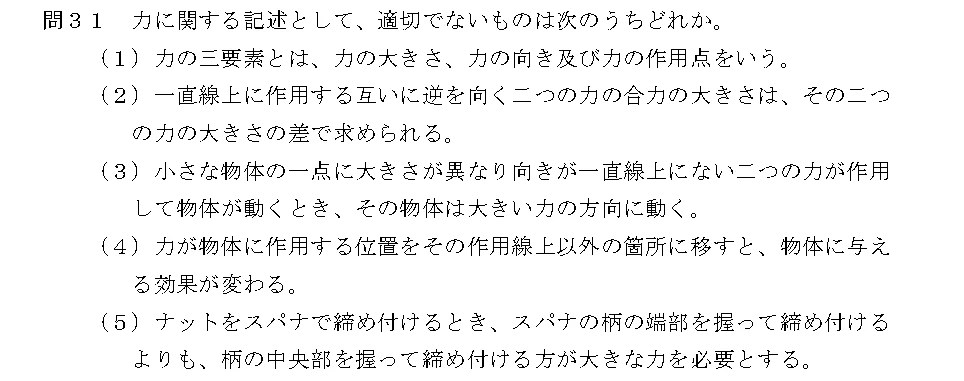 問３１　力に関する記述として、適切でないものは次のうちどれか。
（１）力の三要素とは、力の大きさ、力の向き及び力の作用点をいう。
（２）一直線上に作用する互いに逆を向く二つの力の合力の大きさは、その二つ
の力の大きさの差で求められる。
（３）小さな物体の一点に大きさが異なり向きが一直線上にない二つの力が作用
して物体が動くとき、その物体は大きい力の方向に動く。
（４）力が物体に作用する位置をその作用線上以外の箇所に移すと、物体に与え
る効果が変わる。
（５）ナットをスパナで締め付けるとき、スパナの柄の端部を握って締め付ける
よりも、柄の中央部を握って締め付ける方が大きな力を必要とする。